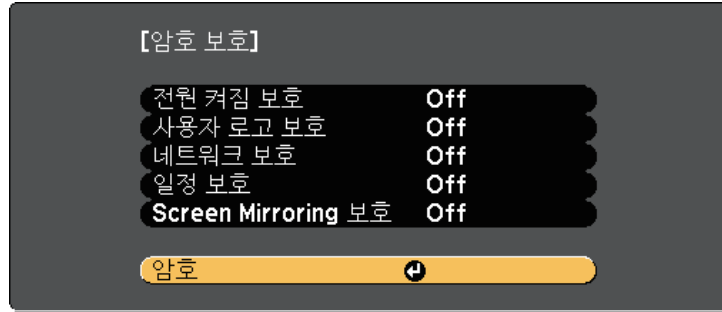 [암호 보호]
전원 켜짐 보호 Off
사용자 로고 보호 Off
네트워크 보호 Off
일정 보호 Off
Screen Mirroring 보호 Off
암호